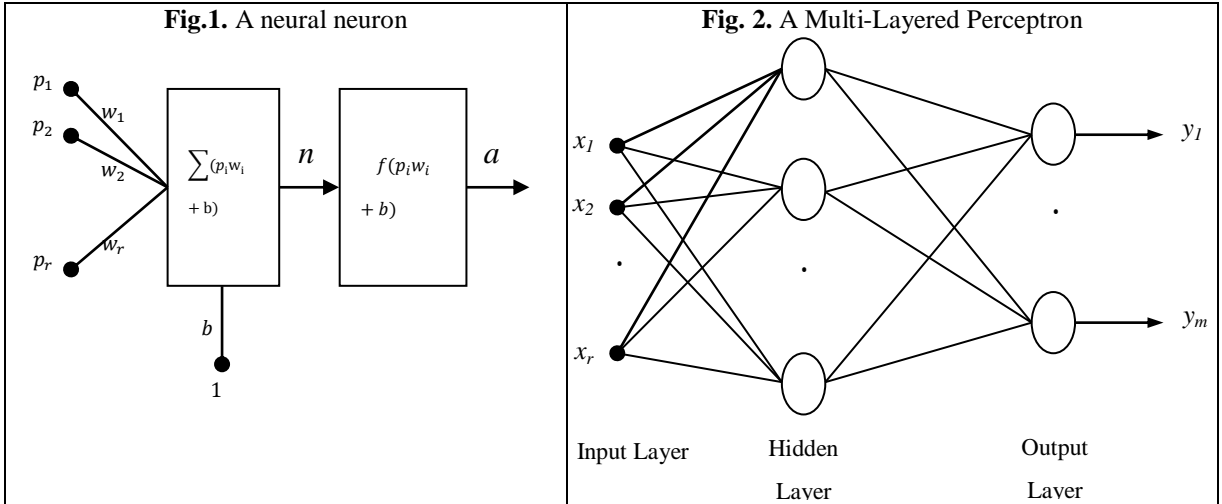 Fig.1. A neural neuron
p₁
w₁
p₂
w₂
∑(pᵢwᵢ
+ b)
n
f(pᵢwᵢ
+ b)
a
wᵣ
pᵣ
b
1
Fig. 2. A Multi-Layered Perceptron
x₁
x₂
.
xᵣ
.
y₁
.
yₘ
Input Layer
Hidden
Layer
Output
Layer